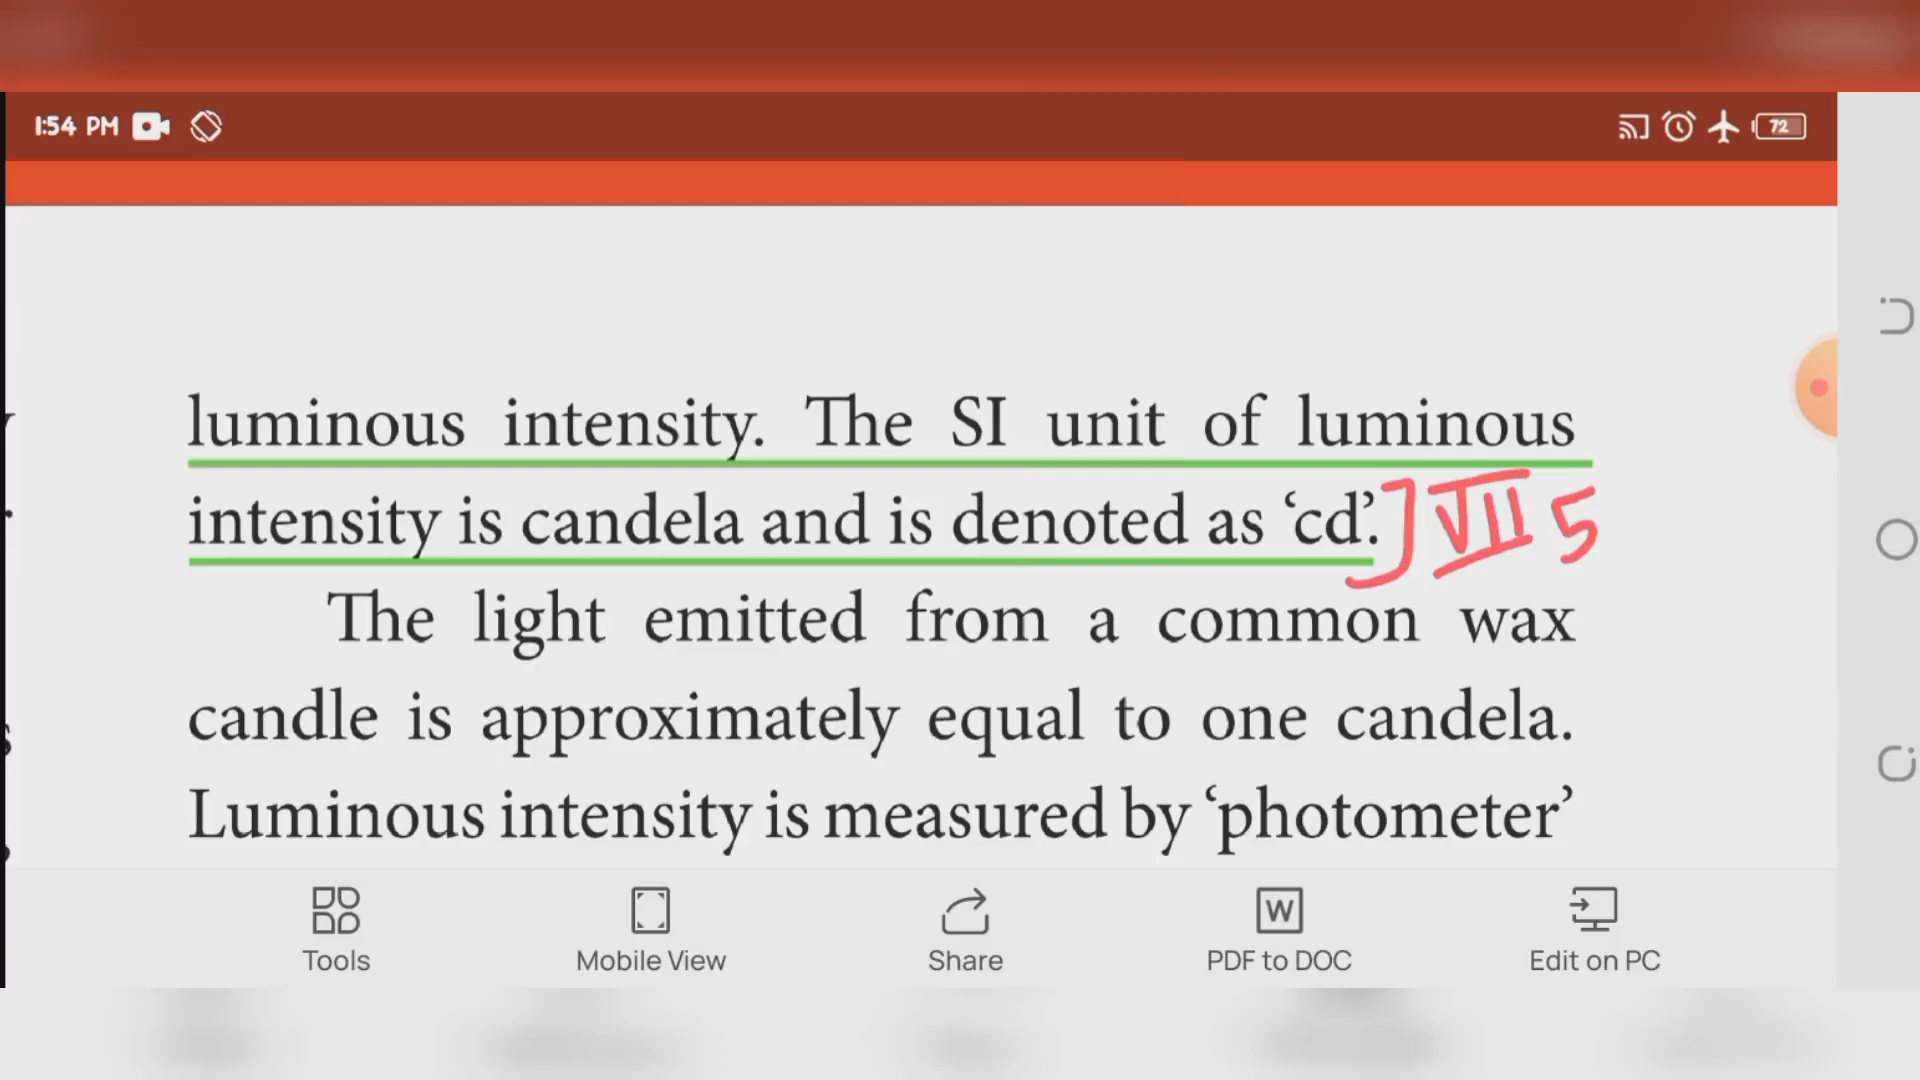 1:54 PM
72
luminous intensity. The SI unit of luminous
intensity is candela and is denoted as ‘cd’.] VII 5
The light emitted from a common wax
candle is approximately equal to one candela.
Luminous intensity is measured by ‘photometer’
Tools
Mobile View
Share
W
PDF to DOC
Edit on PC